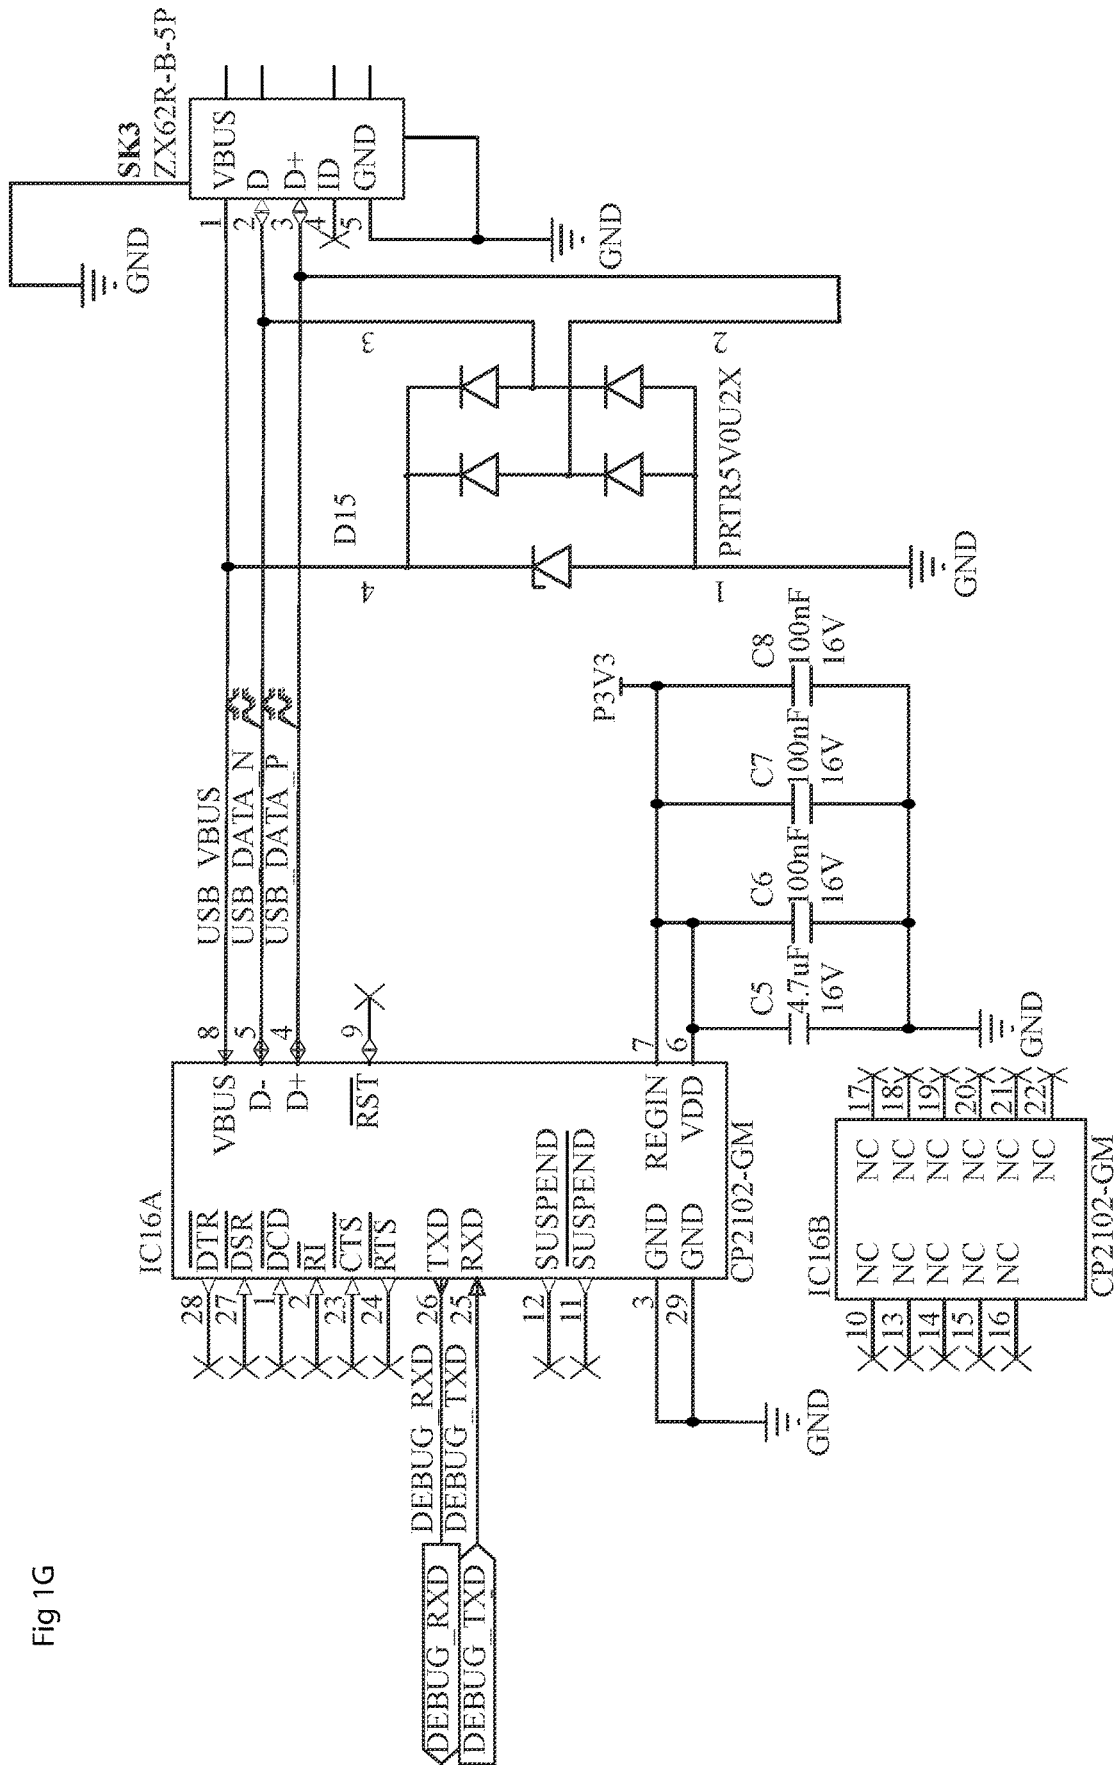 Fig 1G
SK3
ZX62R-B-5P
VBUS
D
D+
ID
GND
1
2
3
4
5
GND
GND
USB_VBUS
USB_DATA_N
USB_DATA_P
D15
PRTR5V0U2X
4
3
2
1
GND
IC16A
CP2102-GM
DTR
DSR
DCD
RI
CTS
RTS
TXD
RXD
SUSPEND
SUSPEND
GND
GND
VBUS
D-
D+
RST
REGIN
VDD
28
27
1
2
23
24
26
25
12
11
3
29
8
5
4
9
7
6
DEBUG_RXD
DEBUG_TXD
DEBUG_RXD
DEBUG_TXD
GND
P3V3
C5
4.7uF
16V
C6
100nF
16V
C7
100nF
16V
C8
100nF
16V
GND
IC16B
CP2102-GM
10
13
14
15
16
NC
NC
NC
NC
NC
NC
NC
NC
NC
NC
NC
17
18
19
20
21
22